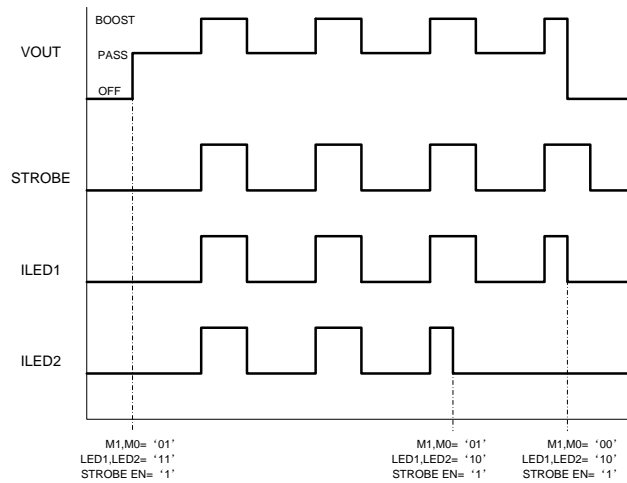 BOOST
VOUT
PASS
OFF
STROBE
ILED1
ILED2
M1,M0= ‘01’
LED1,LED2= ‘11’
STROBE EN= ‘1’
M1,M0= ‘01’
LED1,LED2= ‘10’
STROBE EN= ‘1’
M1,M0= ‘00’
LED1,LED2= ‘10’
STROBE EN= ‘1’